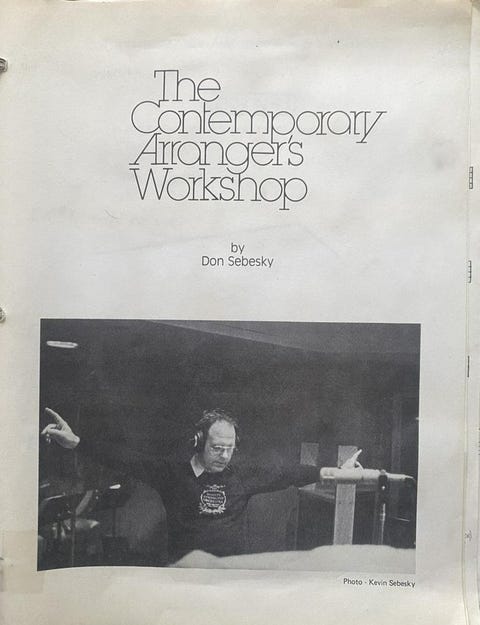 The
Contemporary
Arranger's
Workshop
by
Don Sebesky
Photo - Kevin Sebesky